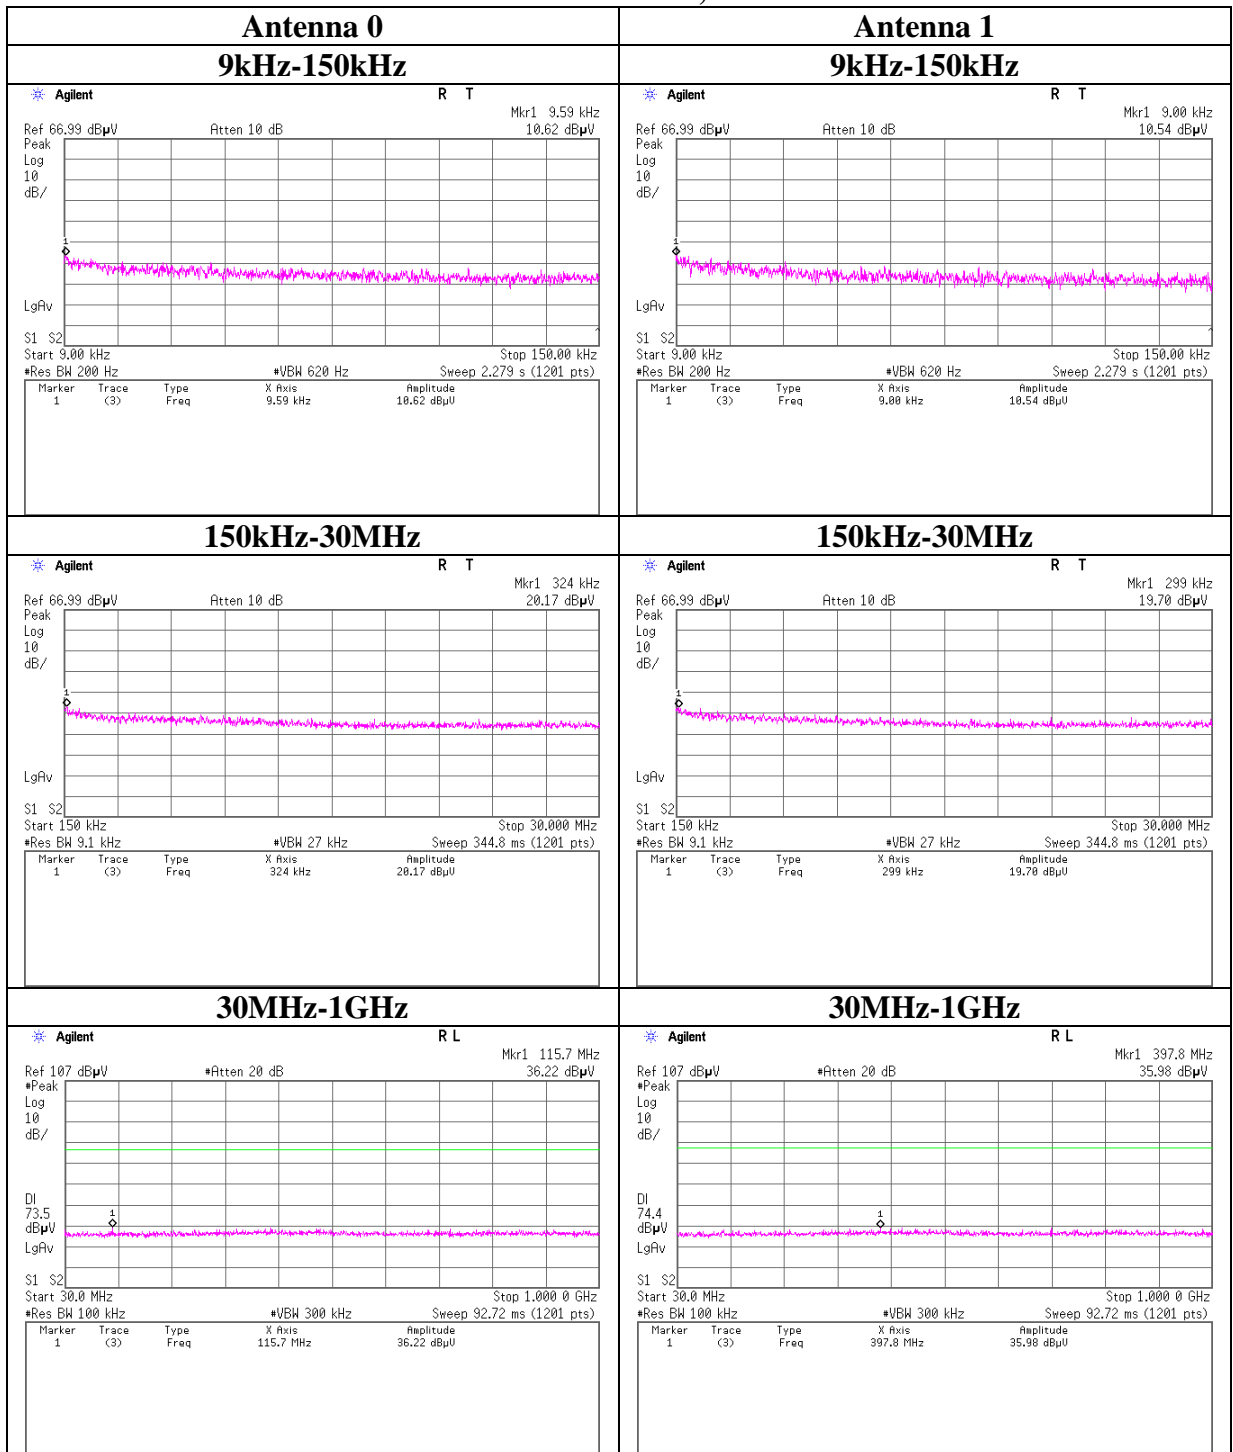 Antenna 0
Antenna 1
9kHz-150kHz
9kHz-150kHz
Agilent
R T
Mkr1 9.59 kHz
Ref 66.99 dBµV
Atten 10 dB
10.62 dBµV
Peak
Log
10
dB/
1
LgAv
S1 S2
Start 9.00 kHz
Stop 150.00 kHz
#Res BW 200 Hz
#VBW 620 Hz
Sweep 2.279 s (1201 pts)
Marker Trace Type X Axis Amplitude
1 (3) Freq 9.59 kHz 10.62 dBµV
Agilent
R T
Mkr1 9.00 kHz
Ref 66.99 dBµV
Atten 10 dB
10.54 dBµV
Peak
Log
10
dB/
1
LgAv
S1 S2
Start 9.00 kHz
Stop 150.00 kHz
#Res BW 200 Hz
#VBW 620 Hz
Sweep 2.279 s (1201 pts)
Marker Trace Type X Axis Amplitude
1 (3) Freq 9.00 kHz 10.54 dBµV
150kHz-30MHz
150kHz-30MHz
Agilent
R T
Mkr1 324 kHz
Ref 66.99 dBµV
Atten 10 dB
20.17 dBµV
Peak
Log
10
dB/
1
LgAv
S1 S2
Start 150 kHz
Stop 30.000 MHz
#Res BW 9.1 kHz
#VBW 27 kHz
Sweep 344.8 ms (1201 pts)
Marker Trace Type X Axis Amplitude
1 (3) Freq 324 kHz 20.17 dBµV
Agilent
R T
Mkr1 299 kHz
Ref 66.99 dBµV
Atten 10 dB
19.70 dBµV
Peak
Log
10
dB/
1
LgAv
S1 S2
Start 150 kHz
Stop 30.000 MHz
#Res BW 9.1 kHz
#VBW 27 kHz
Sweep 344.8 ms (1201 pts)
Marker Trace Type X Axis Amplitude
1 (3) Freq 299 kHz 19.70 dBµV
30MHz-1GHz
30MHz-1GHz
Agilent
R L
Mkr1 115.7 MHz
Ref 107 dBµV
#Atten 20 dB
36.22 dBµV
#Peak
Log
10
dB/
DI
73.5
dBµV
1
LgAv
S1 S2
Start 30.0 MHz
Stop 1.000 0 GHz
#Res BW 100 kHz
#VBW 300 kHz
Sweep 92.72 ms (1201 pts)
Marker Trace Type X Axis Amplitude
1 (3) Freq 115.7 MHz 36.22 dBµV
Agilent
R L
Mkr1 397.8 MHz
Ref 107 dBµV
#Atten 20 dB
35.98 dBµV
#Peak
Log
10
dB/
DI
74.4
dBµV
1
LgAv
S1 S2
Start 30.0 MHz
Stop 1.000 0 GHz
#Res BW 100 kHz
#VBW 300 kHz
Sweep 92.72 ms (1201 pts)
Marker Trace Type X Axis Amplitude
1 (3) Freq 397.8 MHz 35.98 dBµV